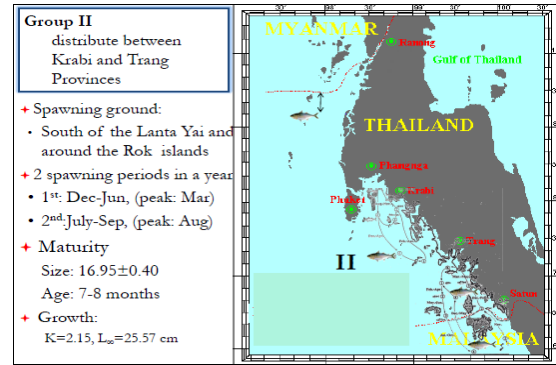 Group II
distribute between
Krabi and Trang
Provinces
Spawning ground:
• South of the Lanta Yai and
around the Rok islands
2 spawning periods in a year
• 1st: Dec-Jun, (peak: Mar)
• 2nd:July-Sep, (peak: Aug)
Maturity
Size: 16.95±0.40
Age: 7-8 months
Growth:
K=2.15, L∞=25.57 cm
MYANMAR
Ranong
Gulf of Thailand
THAILAND
Phangnga
Krabi
Phuket
Trang
II
Satun
MALAYSIA